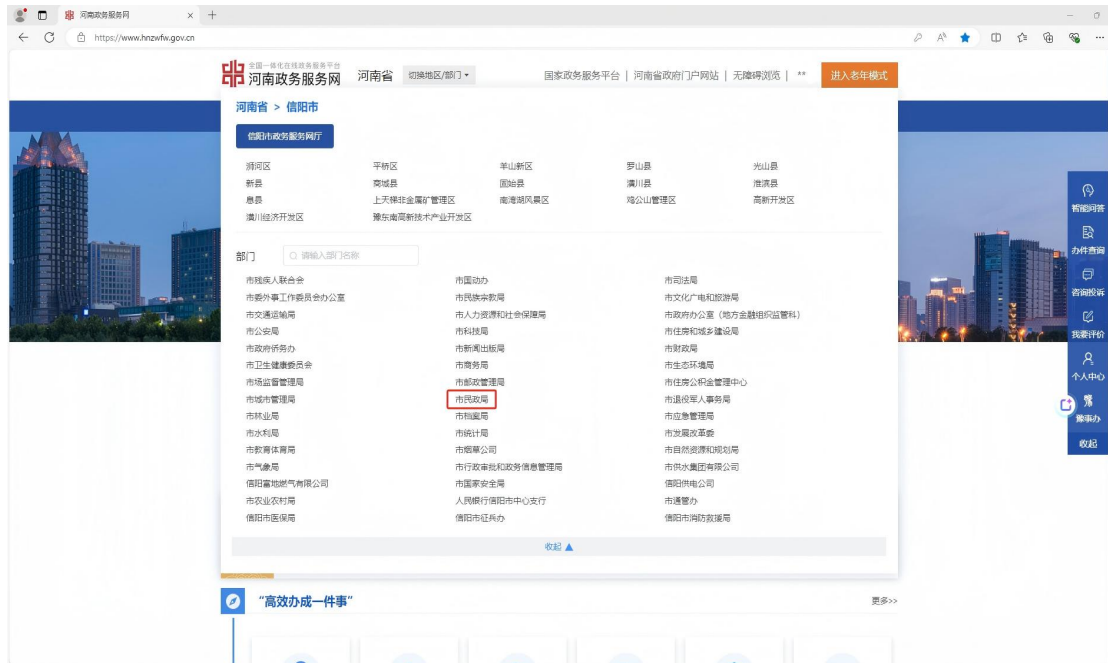 河南政务服务网
https://www.hnzwfw.gov.cn
全国一体化在线政务服务平台
河南政务服务网 河南省 切换地区/部门
国家政务服务平台 | 河南省政府门户网站 | 无障碍浏览 | ** 进入老年模式
河南省 > 信阳市
信阳市政务服务网厅
浉河区 平桥区 羊山新区 罗山县 光山县
新县 商城县 固始县 潢川县 淮滨县
息县 上天梯非金属矿管理区 南湾湖风景区 鸡公山管理区 高新开发区
潢川经济开发区 豫东南高新技术产业开发区
部门 请输入部门名称
市残疾人联合会 市国动办 市司法局
市委外事工作委员会办公室 市民族宗教局 市文化广电和旅游局
市交通运输局 市人力资源和社会保障局 市政府办公室（地方金融组织监管科）
市公安局 市科技局 市住房和城乡建设局
市政府侨务办 市新闻出版局 市财政局
市卫生健康委员会 市商务局 市生态环境局
市场监督管理局 市邮政管理局 市住房公积金管理中心
市城市管理局 市民政局 市退役军人事务局
市林业局 市档案局 市应急管理局
市水利局 市统计局 市发展改革委
市教育体育局 市烟草公司 市自然资源和规划局
市气象局 市行政审批和政务信息管理局 市供水集团有限公司
信阳富地燃气有限公司 市国家安全局 信阳供电公司
市农业农村局 人民银行信阳市中心支行 市通管办
信阳市医保局 信阳市征兵办 信阳市消防救援局
收起
智能问答
办件查询
咨询投诉
我要评价
个人中心
豫事办
收起
“高效办成一件事”
更多>>